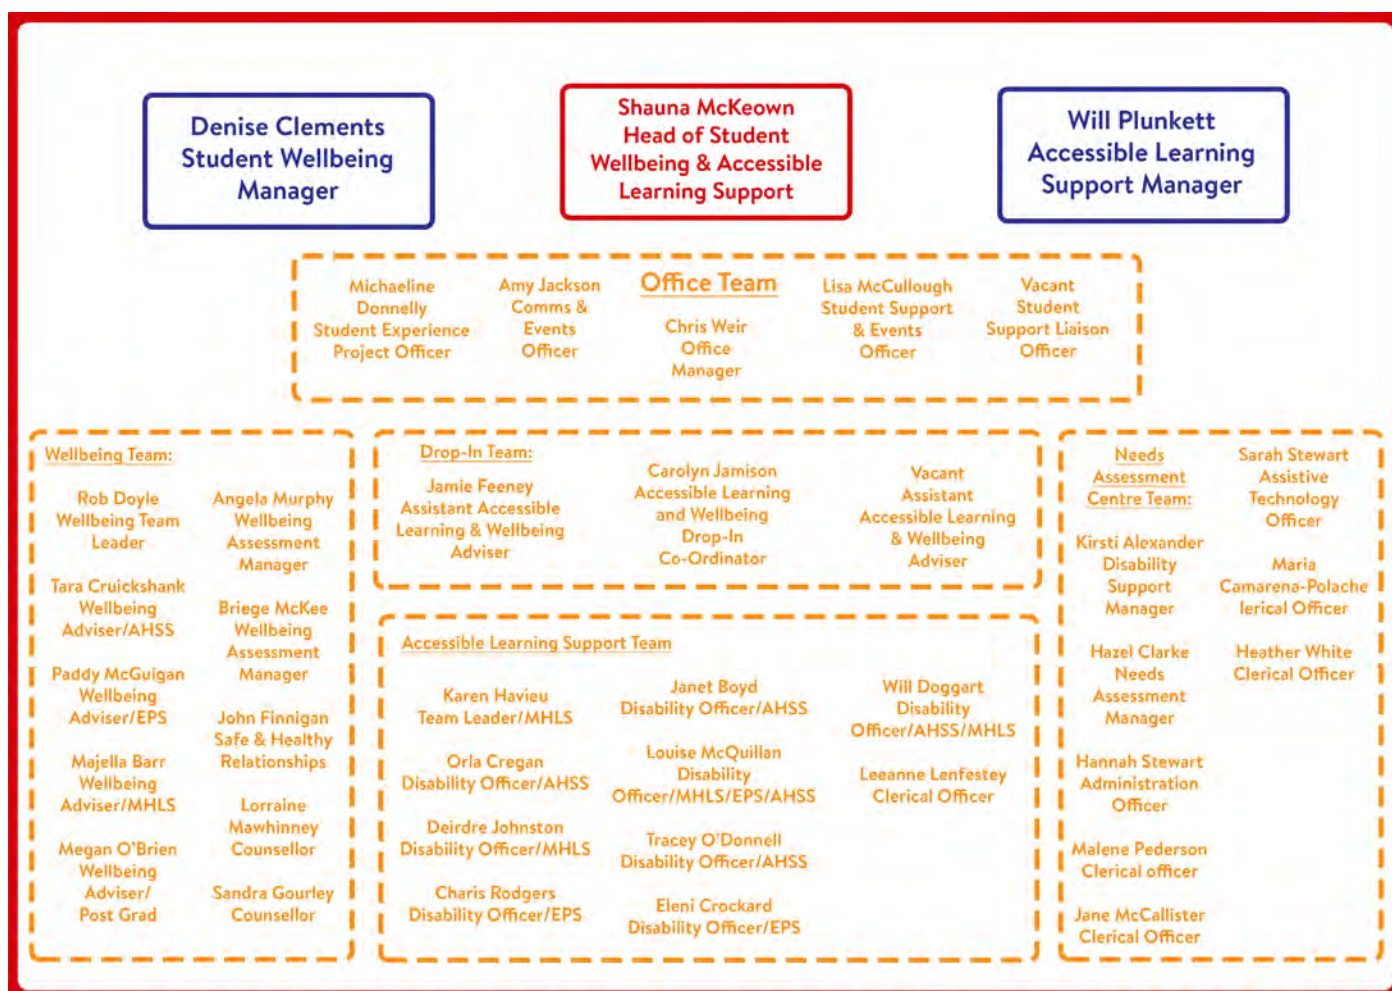 Denise Clements
Student Wellbeing
Manager
Shauna McKeown
Head of Student
Wellbeing & Accessible
Learning Support
Will Plunkett
Accessible Learning
Support Manager
Office Team
Michaeline
Donnelly
Student Experience
Project Officer
Amy Jackson
Comms &
Events
Officer
Chris Weir
Office
Manager
Lisa McCullough
Student Support
& Events
Officer
Vacant
Student
Support Liaison
Officer
Wellbeing Team:
Rob Doyle
Wellbeing Team
Leader
Tara Cruickshank
Wellbeing
Adviser/AHSS
Paddy McGuigan
Wellbeing
Adviser/EPS
Majella Barr
Wellbeing
Adviser/MHLS
Megan O'Brien
Wellbeing
Adviser/
Post Grad
Angela Murphy
Wellbeing
Assessment
Manager
Briege McKee
Wellbeing
Assessment
Manager
John Finnigan
Safe & Healthy
Relationships
Lorraine
Mawhinney
Counsellor
Sandra Gourley
Counsellor
Drop-In Team:
Jamie Feeney
Assistant Accessible
Learning & Wellbeing
Adviser
Carolyn Jamison
Accessible Learning
and Wellbeing
Drop-In
Co-Ordinator
Vacant
Assistant
Accessible Learning
& Wellbeing
Adviser
Accessible Learning Support Team
Karen Havieu
Team Leader/MHLS
Orla Cregan
Disability Officer/AHSS
Deirdre Johnston
Disability Officer/MHLS
Charis Rodgers
Disability Officer/EPS
Janet Boyd
Disability Officer/AHSS
Louise McQuillan
Disability
Officer/MHLS/EPS/AHSS
Tracey O'Donnell
Disability Officer/AHSS
Eleni Crockard
Disability Officer/EPS
Will Doggart
Disability
Officer/AHSS/MHLS
Leeanne Lenfestey
Clerical Officer
Needs
Assessment
Centre Team:
Kirsti Alexander
Disability
Support
Manager
Hazel Clarke
Needs
Assessment
Manager
Hannah Stewart
Administration
Officer
Malene Pederson
Clerical officer
Jane McCallister
Clerical Officer
Sarah Stewart
Assistive
Technology
Officer
Maria
Camarena-Polache
lerical Officer
Heather White
Clerical Officer